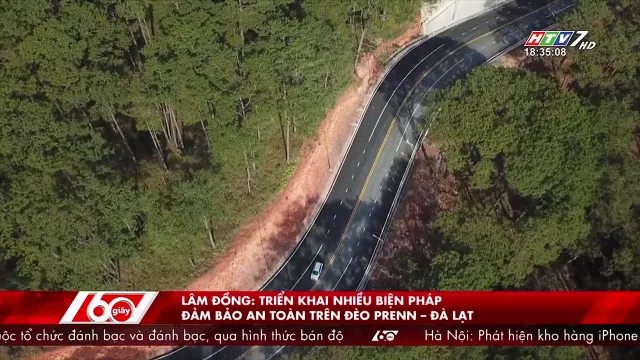 HTV7 HD
18:35:08
60 giây
LÂM ĐỒNG: TRIỂN KHAI NHIỀU BIỆN PHÁP
ĐẢM BẢO AN TOÀN TRÊN ĐÈO PRENN – ĐÀ LẠT
uộc tổ chức đánh bạc và đánh bạc, qua hình thức bán độ HTV Hà Nội: Phát hiện kho hàng iPhone